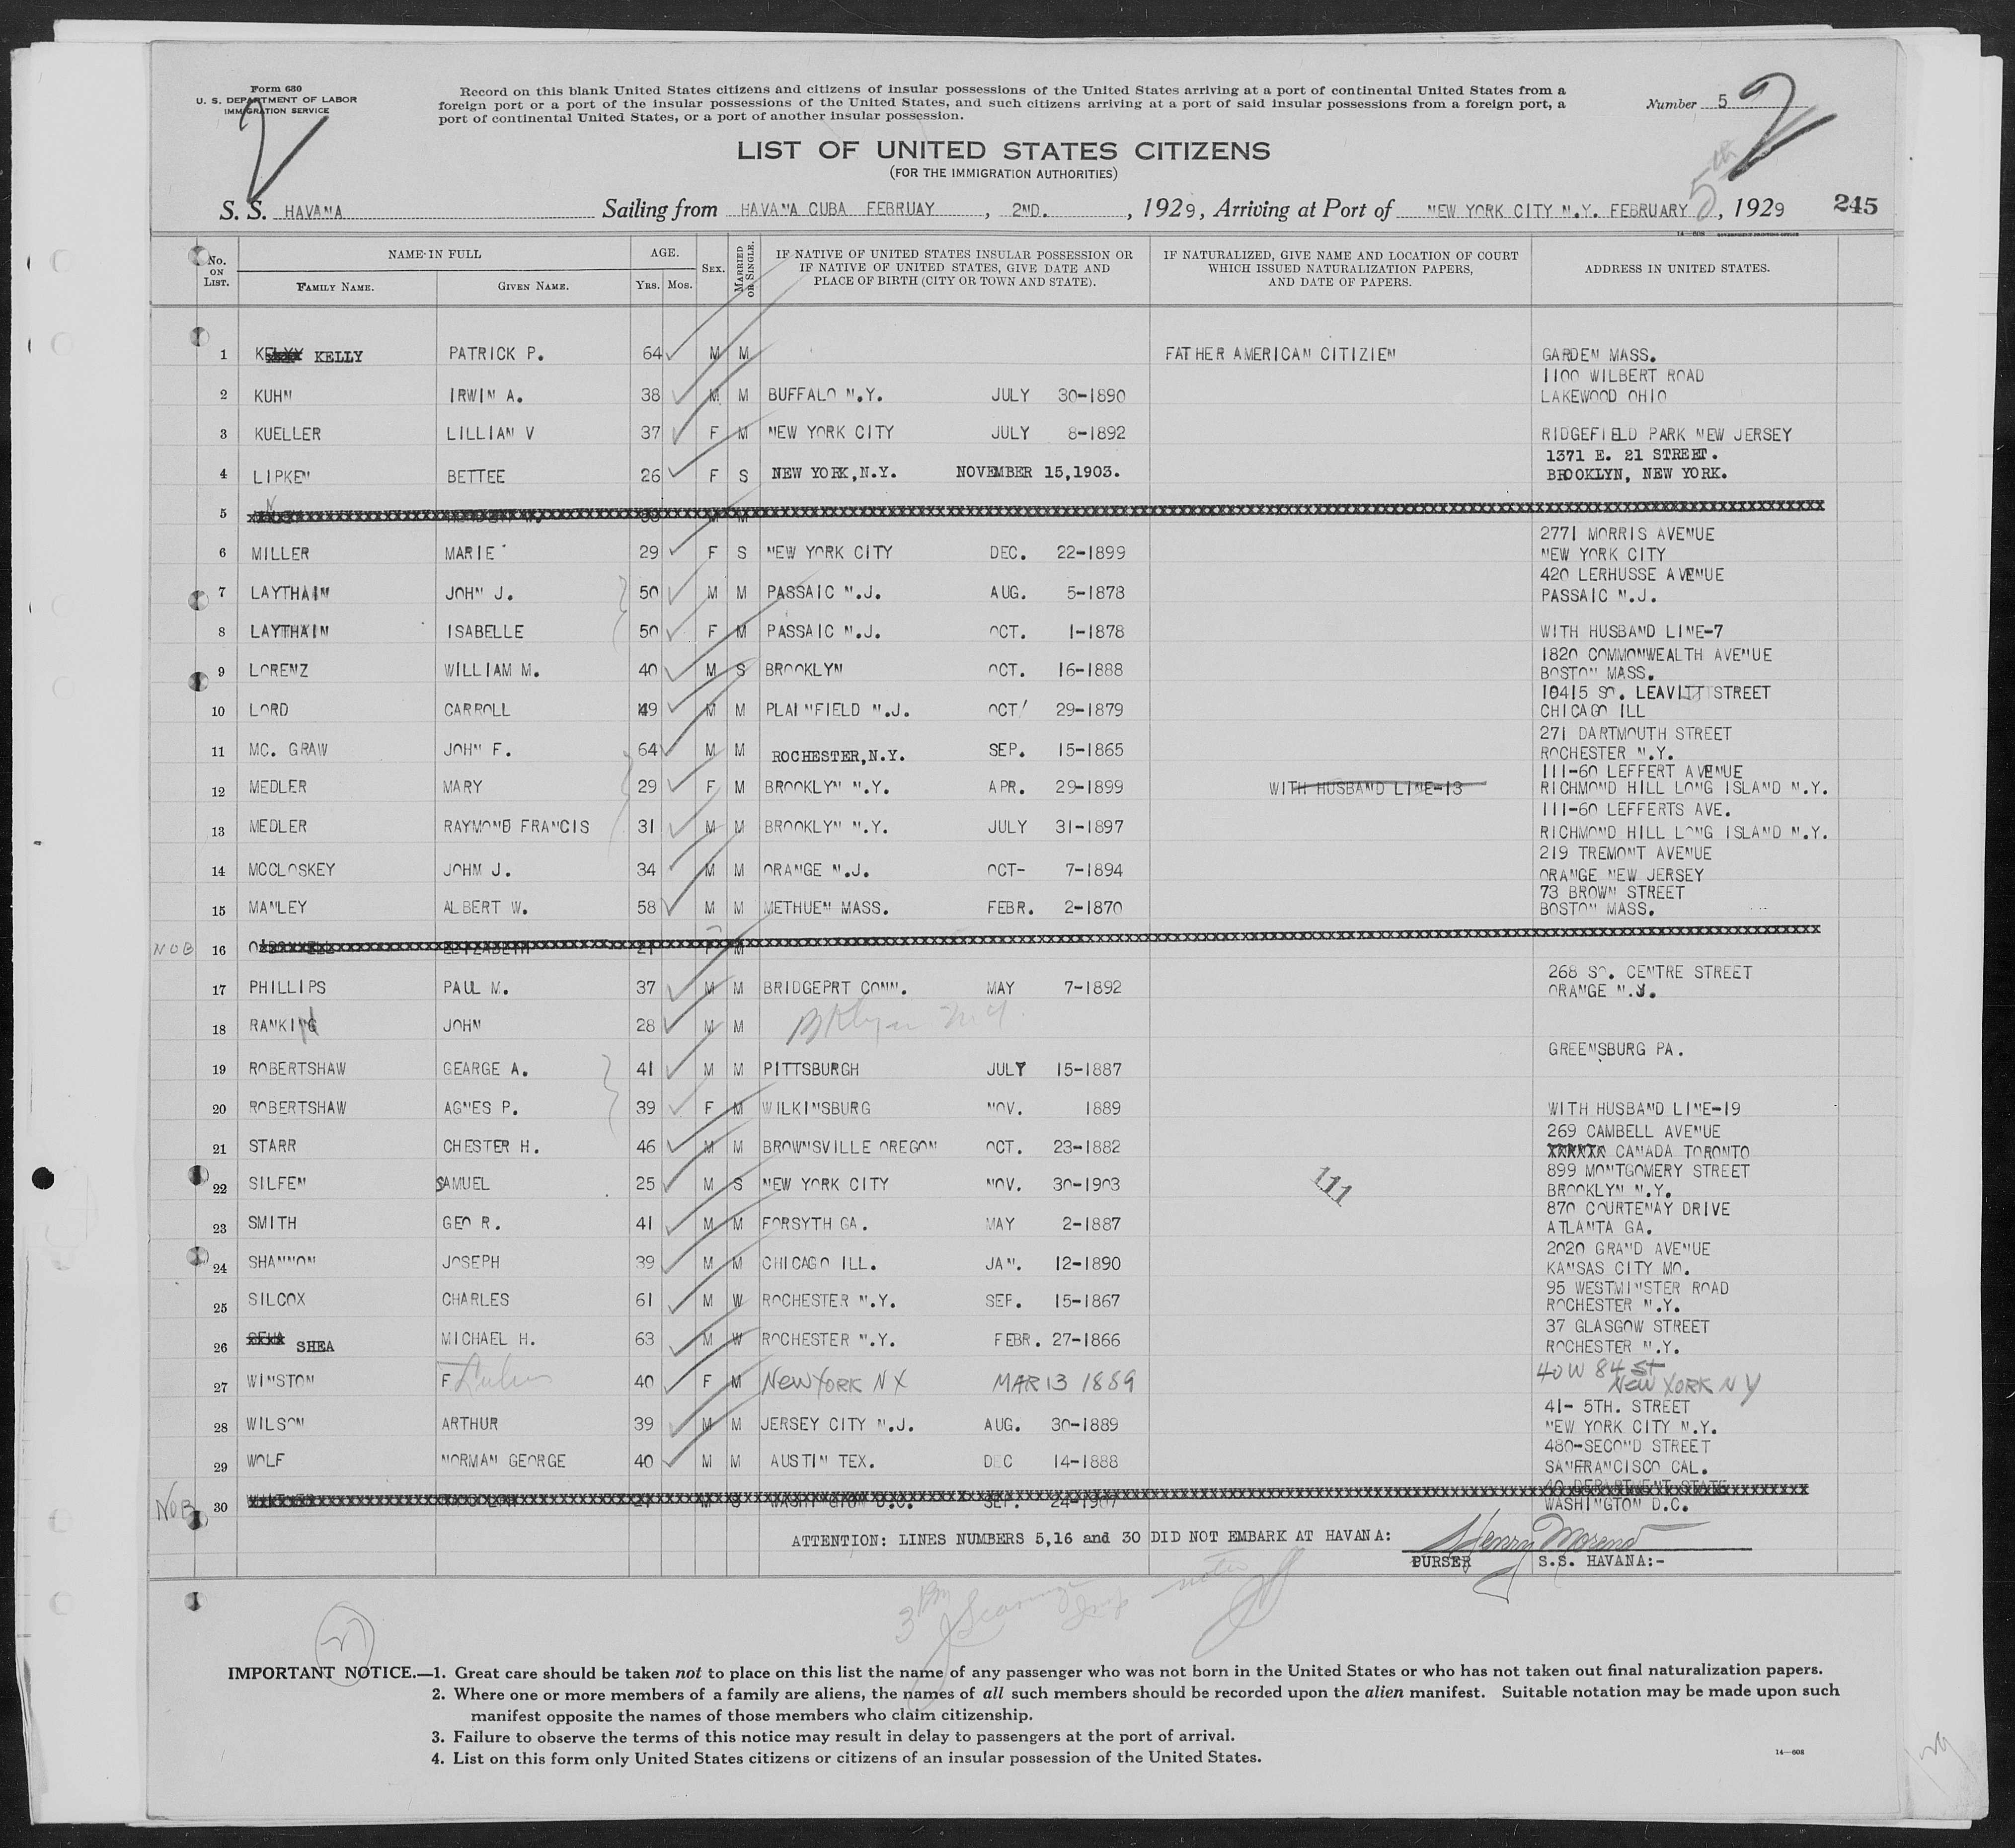 Form 680
U. S. DEPARTMENT OF LABOR
IMMIGRATION SERVICE
2
Record on this blank United States citizens and citizens of insular possessions of the United States arriving at a port of continental United States from a
foreign port or a port of the insular possessions of the United States, and such citizens arriving at a port of said insular possessions from a foreign port, a
port of continental United States, or a port of another insular possession.
Number 5
2
LIST OF UNITED STATES CITIZENS
(FOR THE IMMIGRATION AUTHORITIES)
5th
S. S. HAVANA Sailing from HAVANA CUBA FEBRUAY , 2ND. , 1929, Arriving at Port of NEW YORK CITY N.Y. FEBRUARY , 1929 245
14—608 GOVERNMENT PRINTING OFFICE
No. ON LIST. NAME IN FULL FAMILY NAME. GIVEN NAME. AGE. YRS. MOS. SEX. MARRIED OR SINGLE. IF NATIVE OF UNITED STATES INSULAR POSSESSION OR IF NATIVE OF UNITED STATES, GIVE DATE AND PLACE OF BIRTH (CITY OR TOWN AND STATE). IF NATURALIZED, GIVE NAME AND LOCATION OF COURT WHICH ISSUED NATURALIZATION PAPERS, AND DATE OF PAPERS. ADDRESS IN UNITED STATES.
1 KELLY PATRICK P. 64 M M FATHER AMERICAN CITIZIEN GARDEN MASS.
1100 WILBERT ROAD
2 KUHN IRWIN A. 38 M M BUFFALO N.Y. JULY 30-1890 LAKEWOOD OHIO
3 KUELLER LILLIAN V 37 F M NEW YORK CITY JULY 8-1892 RIDGEFIELD PARK NEW JERSEY
1371 E. 21 STREET.
4 LIPKEN BETTEE 26 F S NEW YORK,N.Y. NOVEMBER 15,1903. BROOKLYN, NEW YORK.
5
2771 MORRIS AVENUE
6 MILLER MARIE 29 F S NEW YORK CITY DEC. 22-1899 NEW YORK CITY
420 LERHUSSE AVENUE
7 LAYTHAIN JOHN J. 50 M M PASSAIC N.J. AUG. 5-1878 PASSAIC N.J.
8 LAYTHAIN ISABELLE 50 F M PASSAIC N.J. OCT. 1-1878 WITH HUSBAND LINE-7
1820 COMMONWEALTH AVENUE
9 LORENZ WILLIAM M. 40 M S BROOKLYN OCT. 16-1888 BOSTON MASS.
10415 SO. LEAVITT STREET
10 LORD CARROLL 49 M M PLAINFIELD N.J. OCT/ 29-1879 CHICAGO ILL
271 DARTMOUTH STREET
11 MC. GRAW JOHN F. 64 M M ROCHESTER,N.Y. SEP. 15-1865 ROCHESTER N.Y.
111-60 LEFFERT AVENUE
12 MEDLER MARY 29 F M BROOKLYN N.Y. APR. 29-1899 WITH HUSBAND LINE-13 RICHMOND HILL LONG ISLAND N.Y.
111-60 LEFFERTS AVE.
13 MEDLER RAYMOND FRANCIS 31 M M BROOKLYN N.Y. JULY 31-1897 RICHMOND HILL LONG ISLAND N.Y.
219 TREMONT AVENUE
14 MCCLOSKEY JOHM J. 34 M M ORANGE N.J. OCT- 7-1894 ORANGE NEW JERSEY
73 BROWN STREET
15 MANLEY ALBERT W. 58 M M METHUEN MASS. FEBR. 2-1870 BOSTON MASS.
NOB 16 ELIZABETH 21 F M
268 SO. CENTRE STREET
17 PHILLIPS PAUL M. 37 M M BRIDGEPRT CONN. MAY 7-1892 ORANGE N.J.
18 RANKIN JOHN 28 M M BKlyn N.Y.
GREENSBURG PA.
19 ROBERTSHAW GEARGE A. 41 M M PITTSBURGH JULY 15-1887
20 ROBERTSHAW AGNES P. 39 F M WILKINSBURG NOV. 1889 WITH HUSBAND LINE-19
269 CAMBELL AVENUE
21 STARR CHESTER H. 46 M M BROWNSVILLE OREGON OCT. 23-1882 CANADA TORONTO
899 MONTGOMERY STREET
22 SILFEN SAMUEL 25 M S NEW YORK CITY NOV. 30-1903 111 BROOKLYN N.Y.
870 COURTENAY DRIVE
23 SMITH GEO R. 41 M M FORSYTH GA. MAY 2-1887 ATLANTA GA.
2020 GRAND AVENUE
24 SHANNON JOSEPH 39 M M CHICAGO ILL. JAN. 12-1890 KANSAS CITY MO.
95 WESTMINSTER ROAD
25 SILCOX CHARLES 61 M W ROCHESTER N.Y. SEP. 15-1867 ROCHESTER N.Y.
37 GLASGOW STREET
26 SHEA MICHAEL H. 63 M W ROCHESTER N.Y. FEBR. 27-1866 ROCHESTER N.Y.
40 W 84 St
27 WINSTON F 40 F M NEW YORK NY MAR 13 1889 NEW YORK NY
41- 5TH. STREET
28 WILSON ARTHUR 39 M M JERSEY CITY N.J. AUG. 30-1889 NEW YORK CITY N.Y.
480-SECOND STREET
29 WOLF NORMAN GEORGE 40 M M AUSTIN TEX. DEC 14-1888 SANFRANCISCO CAL.
DEPARTMENT STATE
NOB 30 21 M S WASHINGTON D.C. SEP. 24-1907 WASHINGTON D.C.
ATTENTION: LINES NUMBERS 5,16 and 30 DID NOT EMBARK AT HAVANA: Henry Moreno
PURSER S.S. HAVANA:-
3 Pm
IMPORTANT NOTICE.—1. Great care should be taken not to place on this list the name of any passenger who was not born in the United States or who has not taken out final naturalization papers.
2. Where one or more members of a family are aliens, the names of all such members should be recorded upon the alien manifest. Suitable notation may be made upon such
manifest opposite the names of those members who claim citizenship.
3. Failure to observe the terms of this notice may result in delay to passengers at the port of arrival.
4. List on this form only United States citizens or citizens of an insular possession of the United States.
14—608